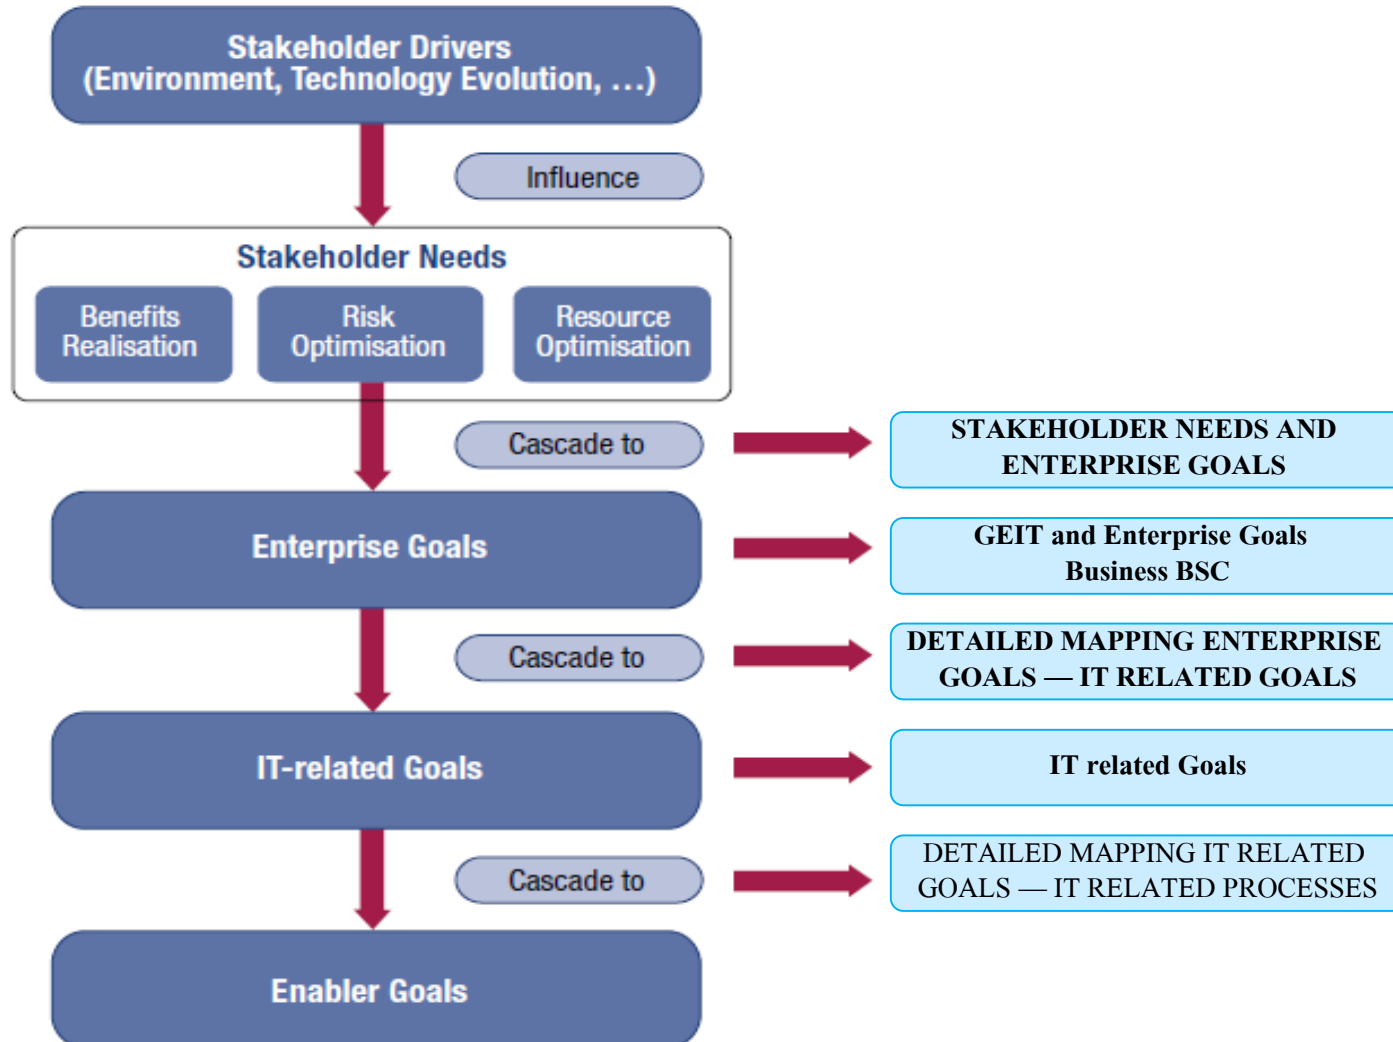 Stakeholder Drivers
(Environment, Technology Evolution, …)
Influence
Stakeholder Needs
Benefits
Realisation
Risk
Optimisation
Resource
Optimisation
Cascade to
STAKEHOLDER NEEDS AND
ENTERPRISE GOALS
Enterprise Goals
GEIT and Enterprise Goals
Business BSC
Cascade to
DETAILED MAPPING ENTERPRISE
GOALS — IT RELATED GOALS
IT-related Goals
IT related Goals
Cascade to
DETAILED MAPPING IT RELATED
GOALS — IT RELATED PROCESSES
Enabler Goals